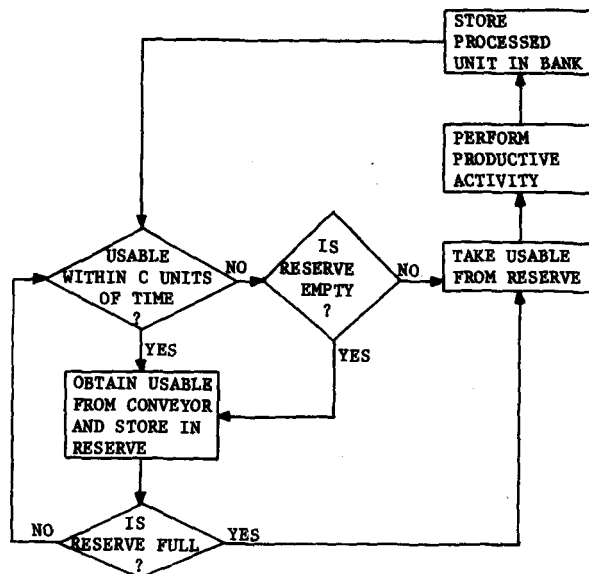 STORE
PROCESSED
UNIT IN BANK
PERFORM
PRODUCTIVE
ACTIVITY
USABLE
WITHIN C UNITS
OF TIME
?
NO
IS
RESERVE
EMPTY
?
NO
TAKE USABLE
FROM RESERVE
YES
YES
OBTAIN USABLE
FROM CONVEYOR
AND STORE IN
RESERVE
NO
IS
RESERVE FULL
?
YES